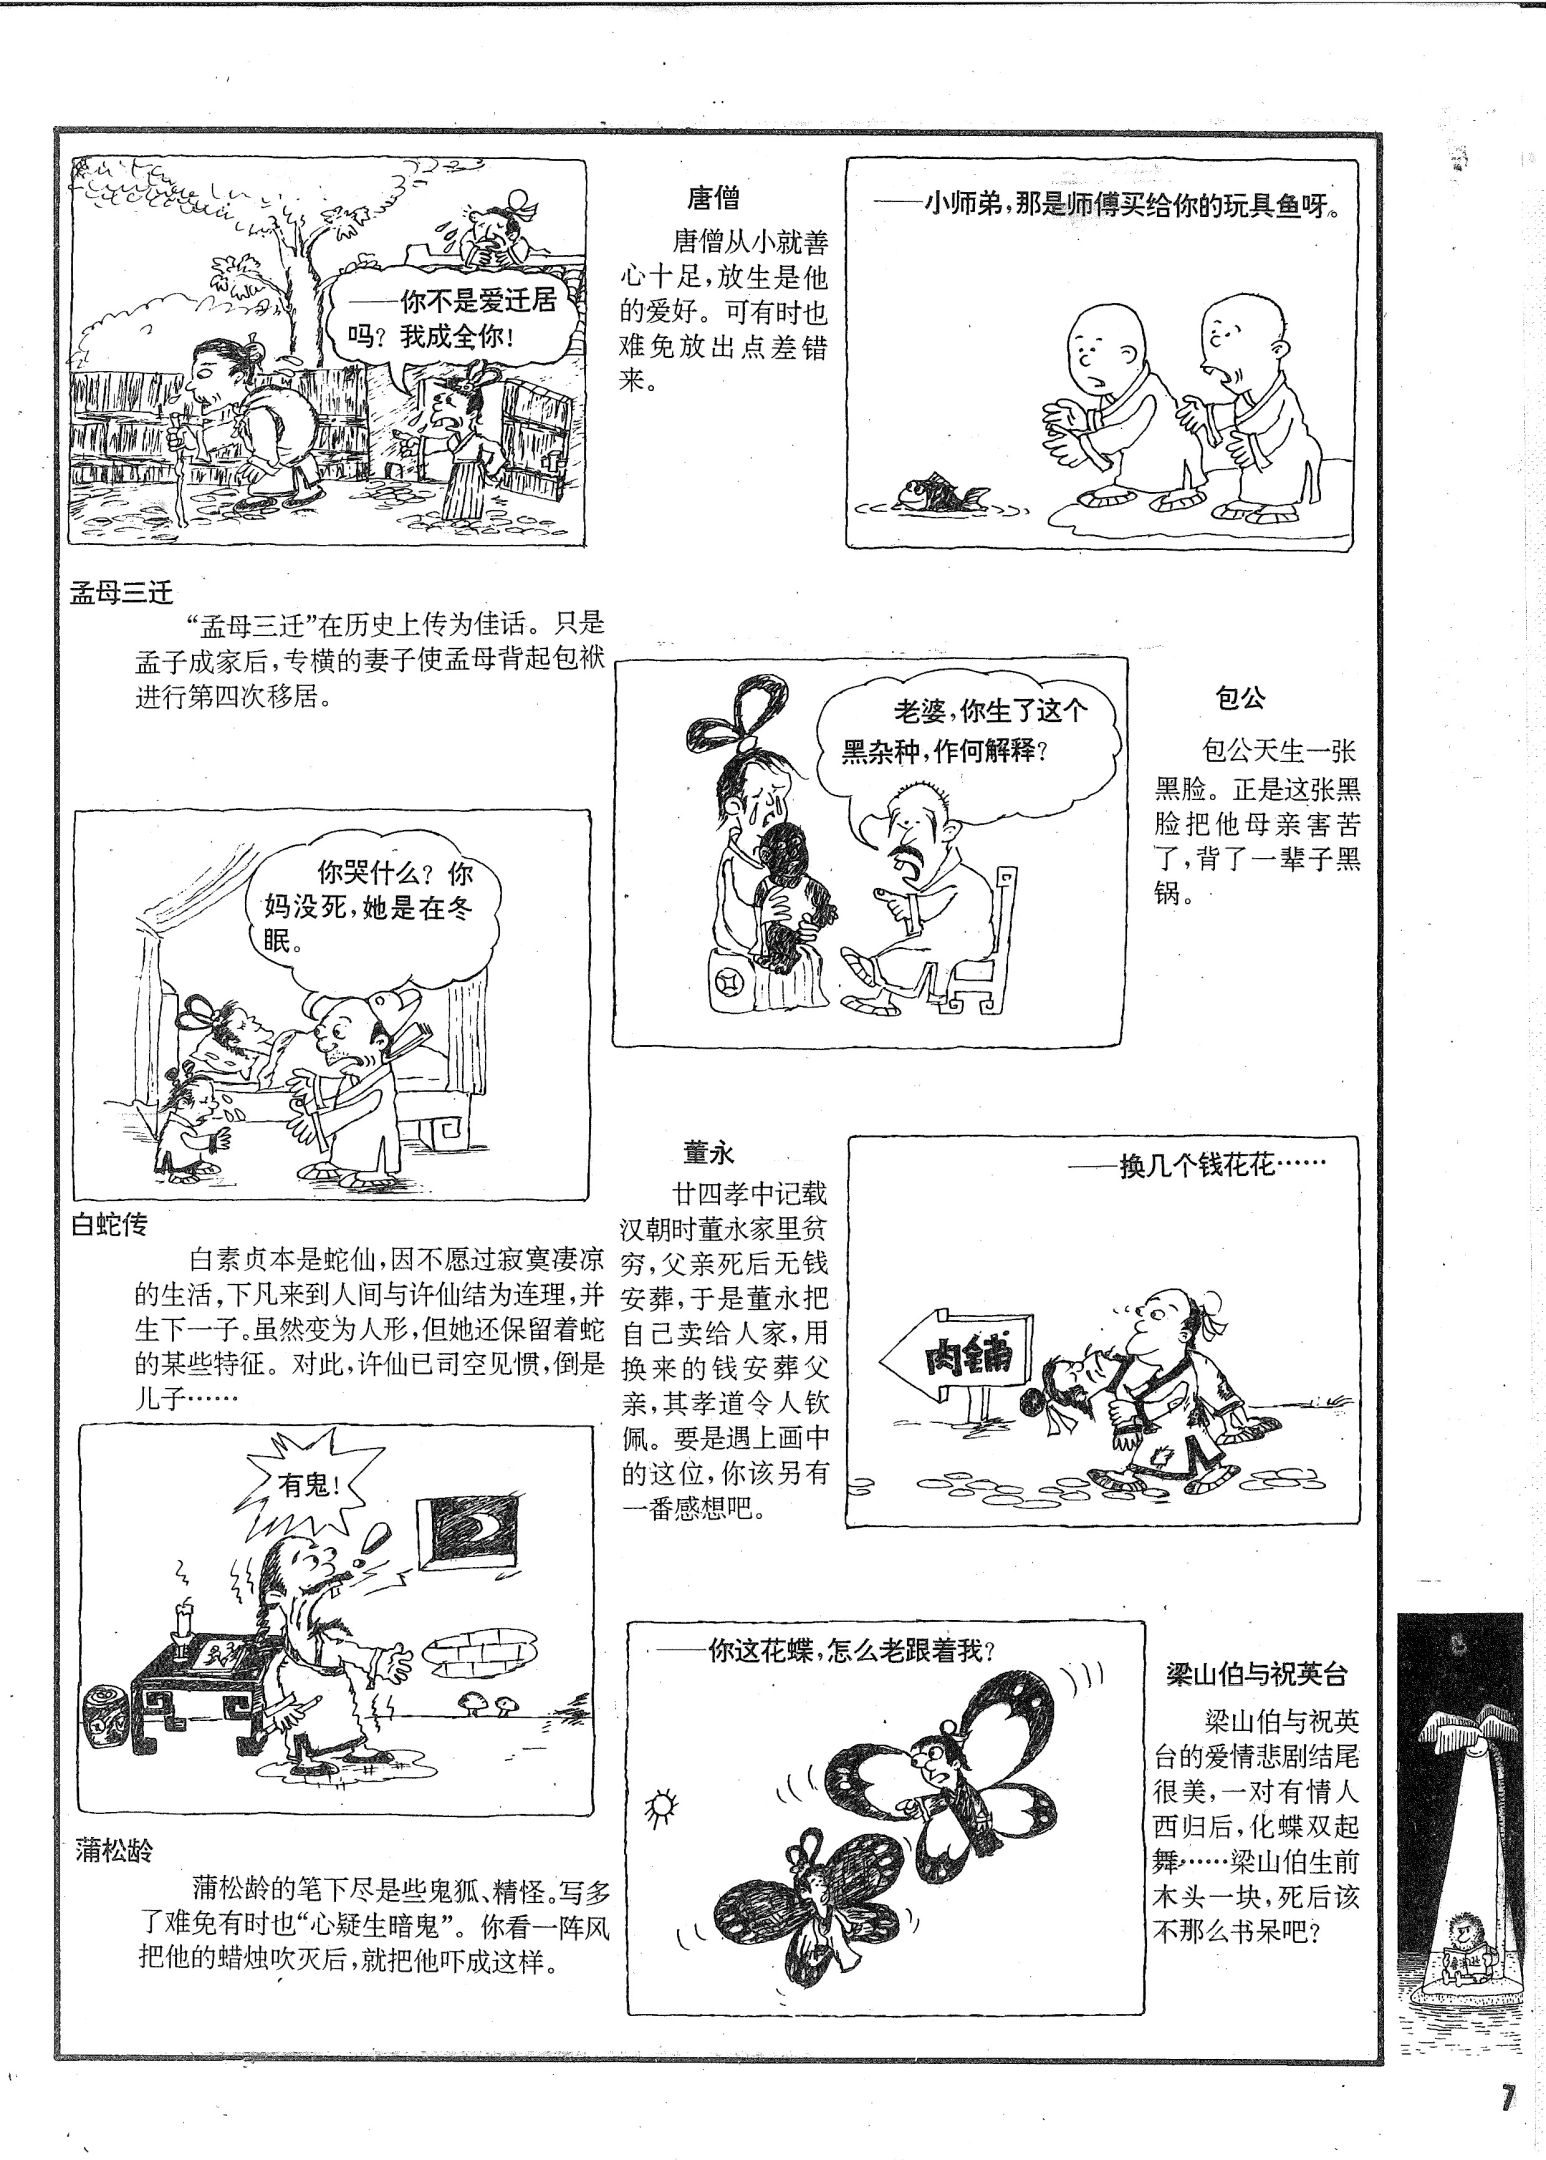 ——你不是爱迁居
吗？我成全你！
孟母三迁
“孟母三迁”在历史上传为佳话。只是
孟子成家后，专横的妻子使孟母背起包袱
进行第四次移居。
唐僧
唐僧从小就善
心十足，放生是他
的爱好。可有时也
难免放出点差错
来。
——小师弟，那是师傅买给你的玩具鱼呀。
老婆，你生了这个
黑杂种，作何解释？
包公
包公天生一张
黑脸。正是这张黑
脸把他母亲害苦
了，背了一辈子黑
锅。
你哭什么？你
妈没死，她是在冬
眠。
白蛇传
白素贞本是蛇仙，因不愿过寂寞凄凉
的生活，下凡来到人间与许仙结为连理，并
生下一子。虽然变为人形，但她还保留着蛇
的某些特征。对此，许仙已司空见惯，倒是
儿子……
董永
廿四孝中记载
汉朝时董永家里贫
穷，父亲死后无钱
安葬，于是董永把
自己卖给人家，用
换来的钱安葬父
亲，其孝道令人钦
佩。要是遇上画中
的这位，你该另有
一番感想吧。
——换几个钱花花……
肉铺
有鬼！
蒲松龄
蒲松龄的笔下尽是些鬼狐、精怪。写多
了难免有时也“心疑生暗鬼”。你看一阵风
把他的蜡烛吹灭后，就把他吓成这样。
——你这花蝶，怎么老跟着我？
梁山伯与祝英台
梁山伯与祝英
台的爱情悲剧结尾
很美，一对有情人
西归后，化蝶双起
舞……梁山伯生前
木头一块，死后该
不那么书呆吧？
7